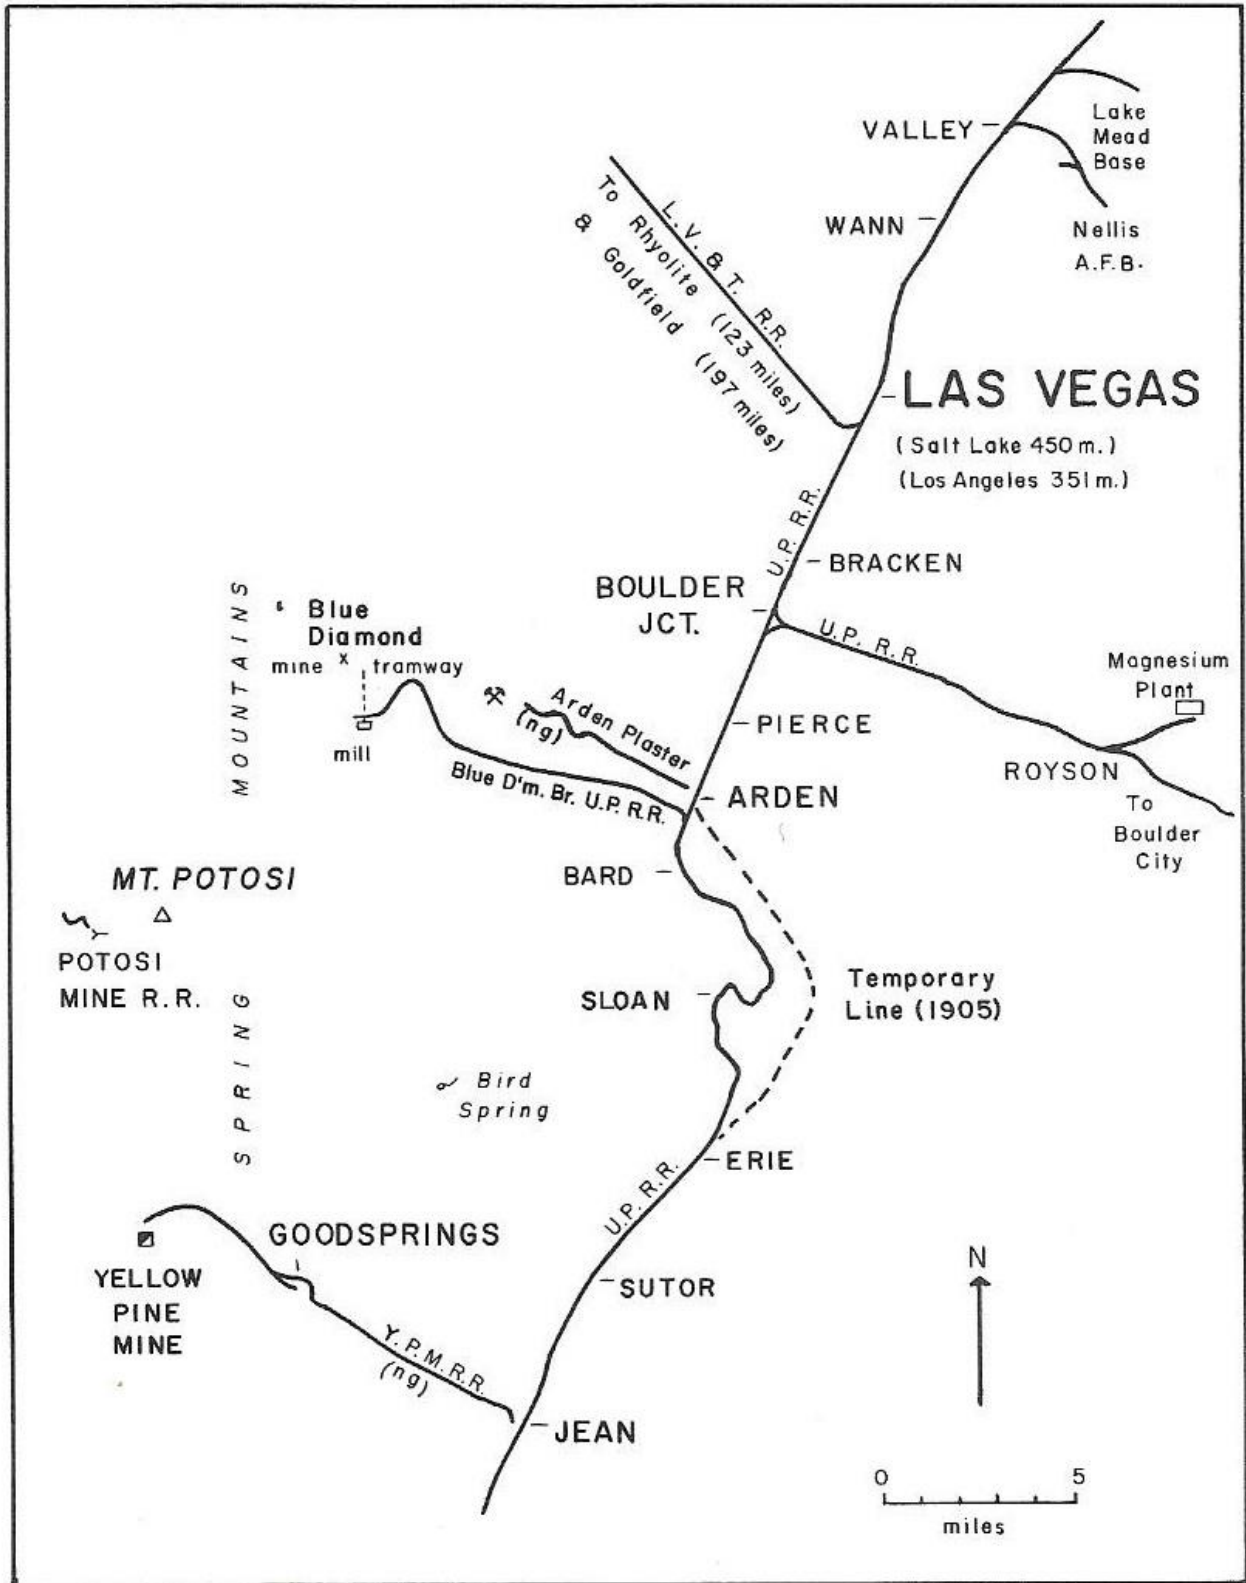 VALLEY
Lake
Mead
Base
WANN
Nellis
A.F.B.
L. V. & T. R.R.
To Rhyolite (123 miles)
& Goldfield (197 miles)
LAS VEGAS
(Salt Lake 450 m.)
(Los Angeles 351 m.)
U.P. R.R.
BRACKEN
BOULDER
JCT.
U.P. R.R.
Magnesium
Plant
ROYSON
To
Boulder
City
MOUNTAINS
Blue
Diamond
mine x tramway
mill
Arden Plaster
(ng)
Blue D'm. Br. U.P. R.R.
PIERCE
ARDEN
BARD
MT. POTOSI
POTOSI
MINE R.R.
SPRING
SLOAN
Temporary
Line (1905)
Bird
Spring
ERIE
U.P. R.R.
GOODSPRINGS
YELLOW
PINE
MINE
SUTOR
Y. P. M. R.R.
(ng)
JEAN
N
0 5
miles